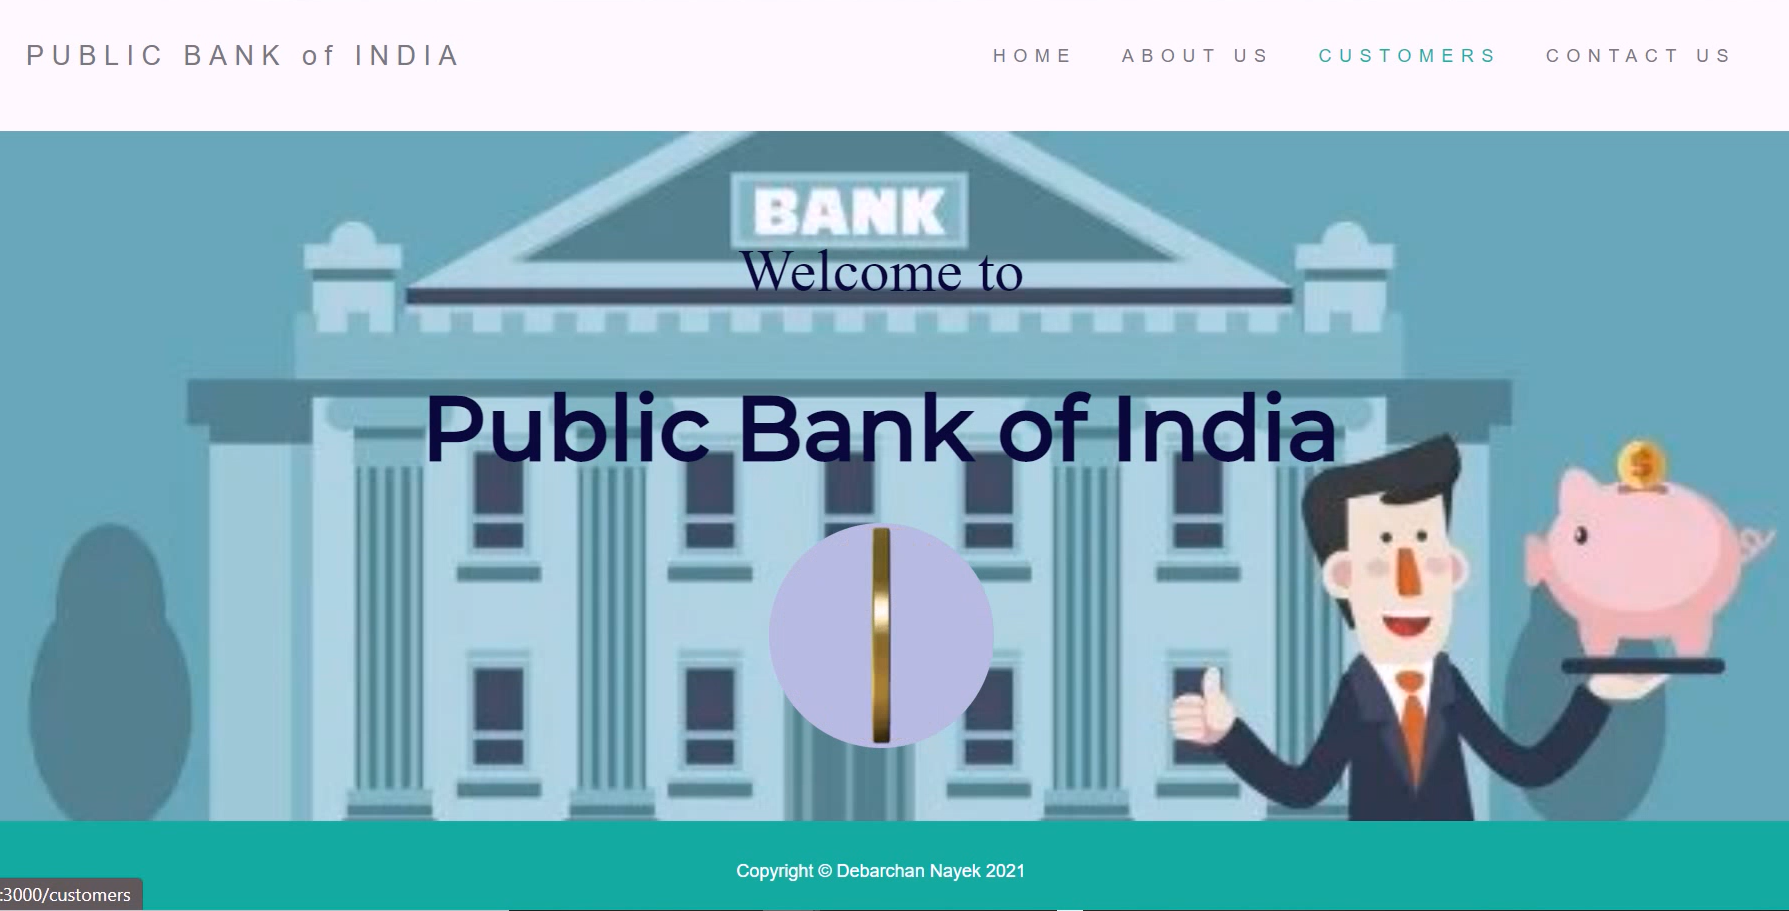 PUBLIC BANK of INDIA
HOME ABOUT US CUSTOMERS CONTACT US
BANK
Welcome to
Public Bank of India
$
Copyright © Debarchan Nayek 2021
:3000/customers